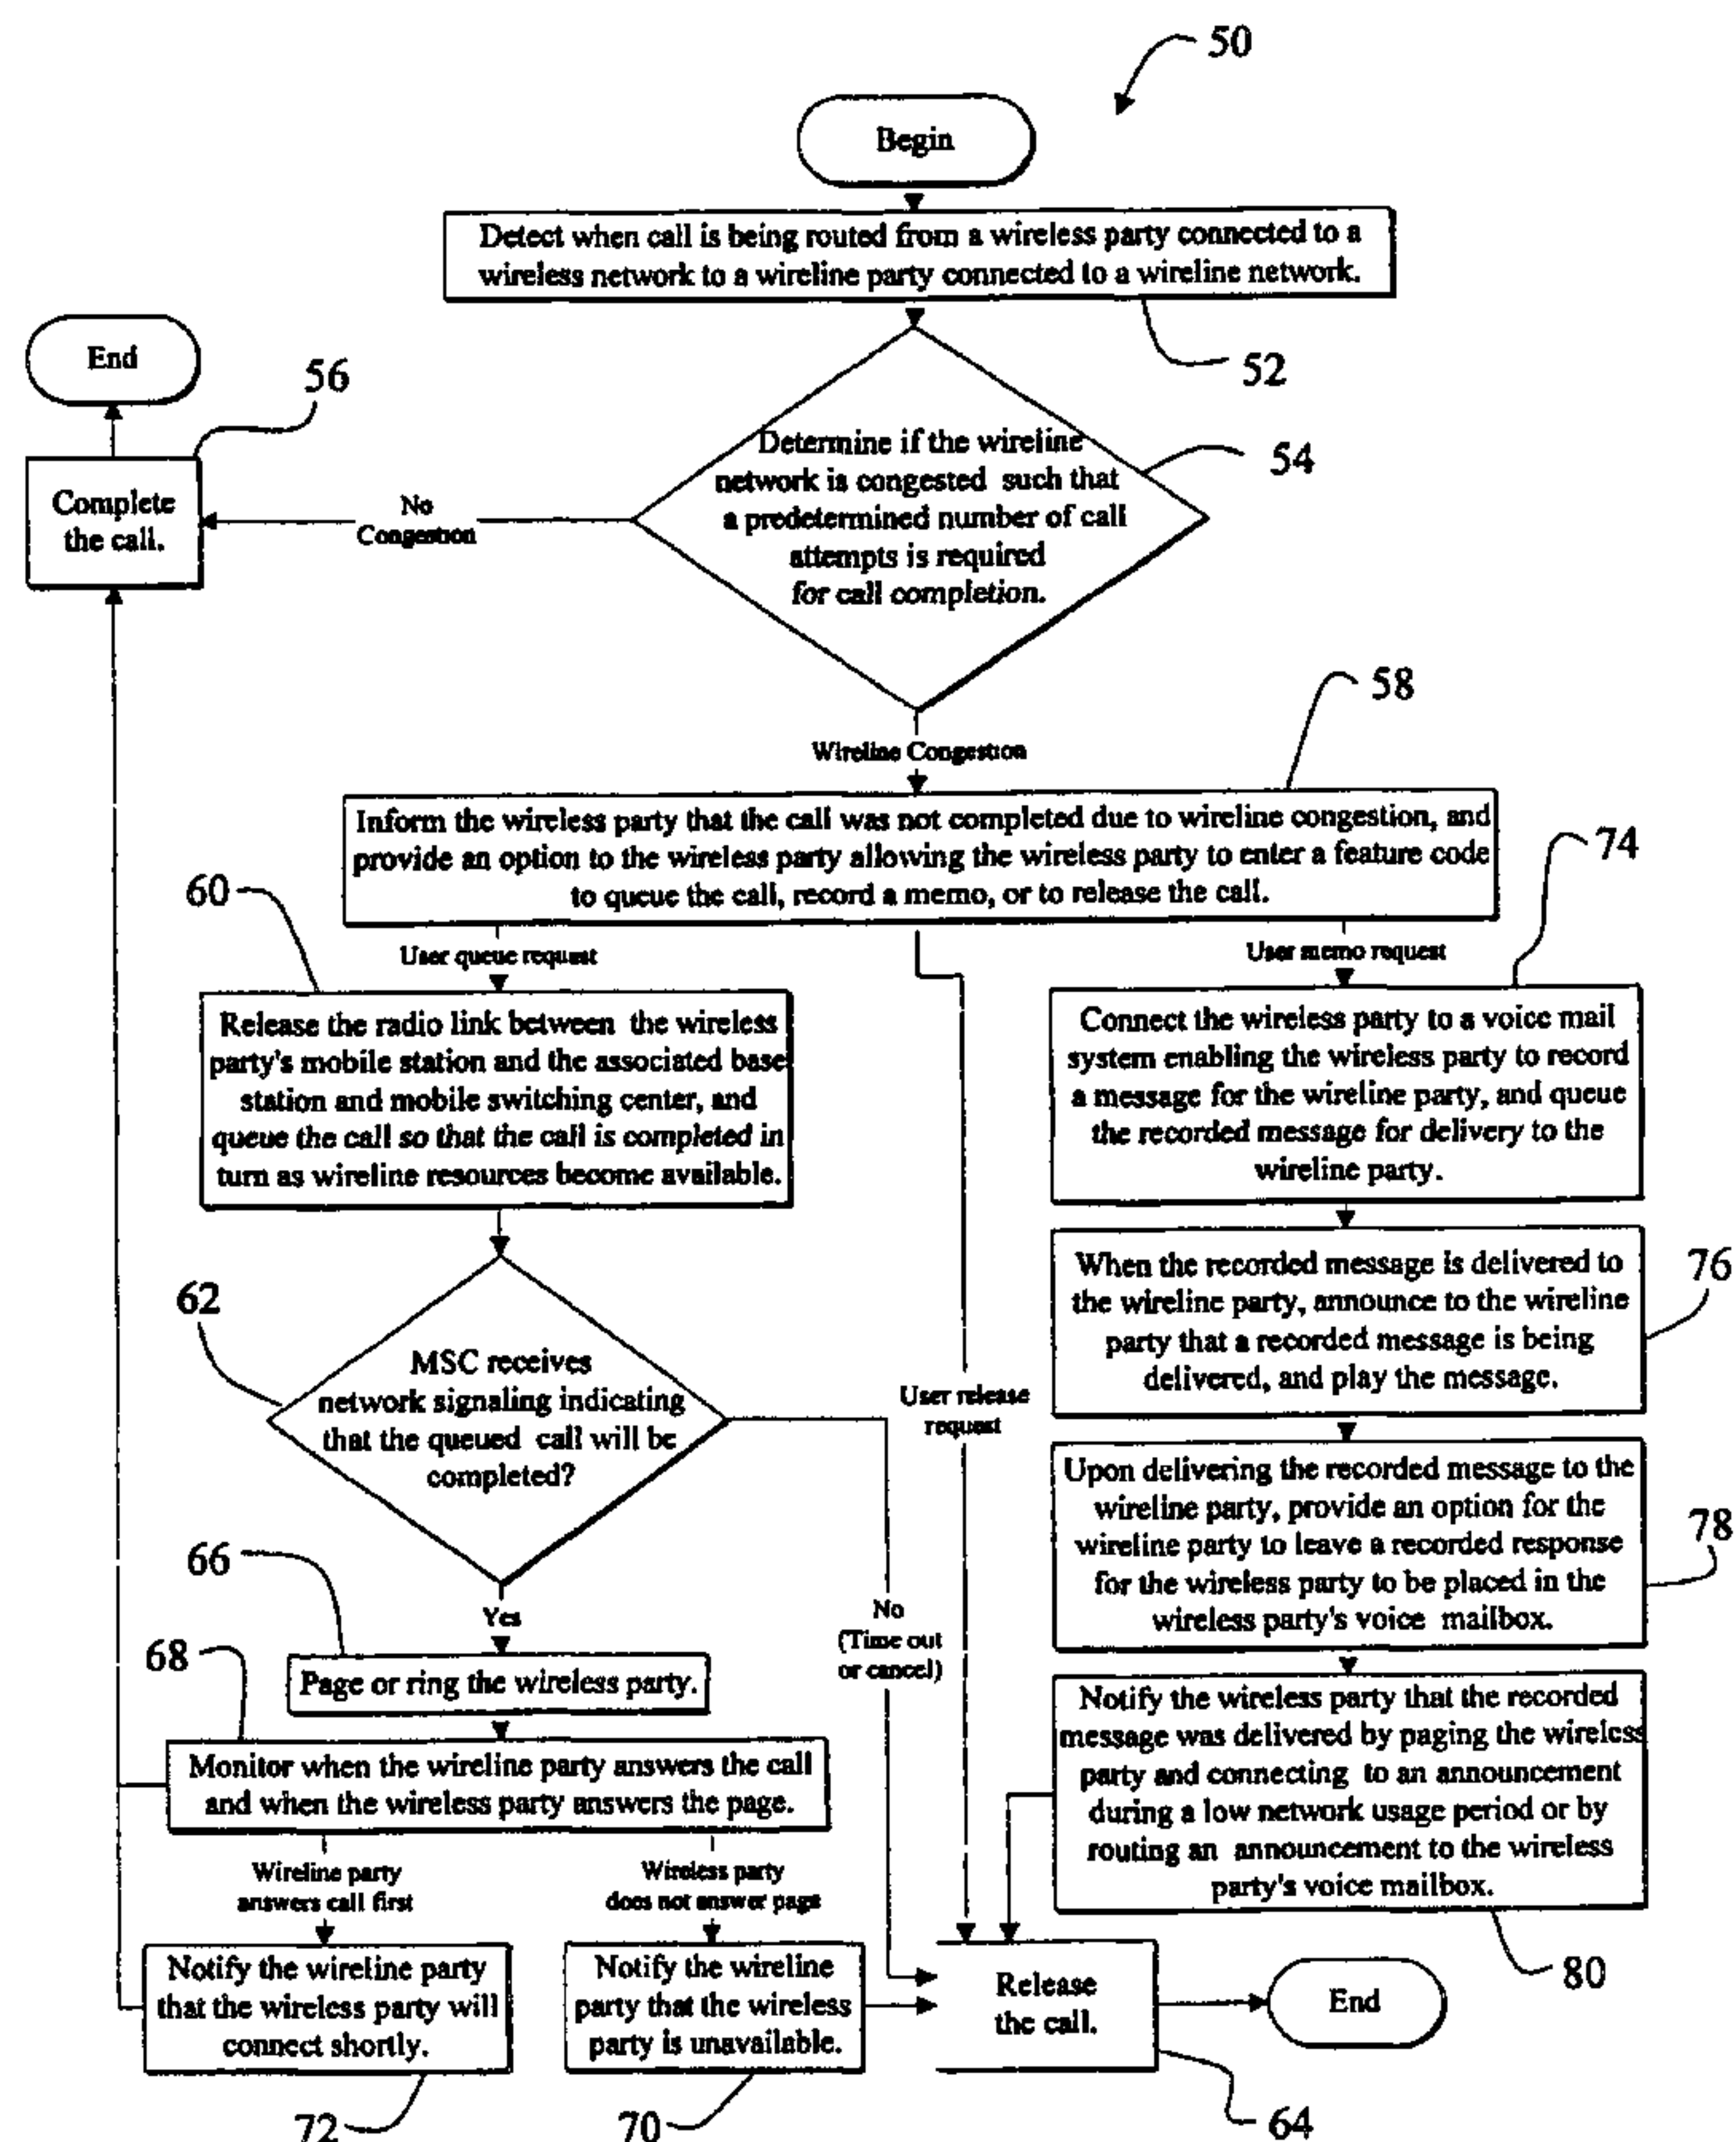 50
Begin
Detect when call is being routed from a wireless party connected to a
wireless network to a wireline party connected to a wireline network.
52
End
56
Complete
the call.
No
Congestion
Determine if the wireline
network is congested such that
a predetermined number of call
attempts is required
for call completion.
54
Wireline Congestion
58
Inform the wireless party that the call was not completed due to wireline congestion, and
provide an option to the wireless party allowing the wireless party to enter a feature code
to queue the call, record a memo, or to release the call.
60
User queue request
Release the radio link between the wireless
party's mobile station and the associated base
station and mobile switching center, and
queue the call so that the call is completed in
turn as wireline resources become available.
62
MSC receives
network signaling indicating
that the queued call will be
completed?
66
Yes
Page or ring the wireless party.
68
Monitor when the wireline party answers the call
and when the wireless party answers the page.
Wireline party
answers call first
Notify the wireline party
that the wireless party will
connect shortly.
72
Wireless party
does not answer page
Notify the wireline
party that the wireless
party is unavailable.
70
No
(Time out
or cancel)
User release
request
User memo request
74
Connect the wireless party to a voice mail
system enabling the wireless party to record
a message for the wireline party, and queue
the recorded message for delivery to the
wireline party.
When the recorded message is delivered to
the wireline party, announce to the wireline
party that a recorded message is being
delivered, and play the message.
76
Upon delivering the recorded message to the
wireline party, provide an option for the
wireline party to leave a recorded response
for the wireless party to be placed in the
wireless party's voice mailbox.
78
Notify the wireless party that the recorded
message was delivered by paging the wireless
party and connecting to an announcement
during a low network usage period or by
routing an announcement to the wireless
party's voice mailbox.
80
Release
the call.
64
End